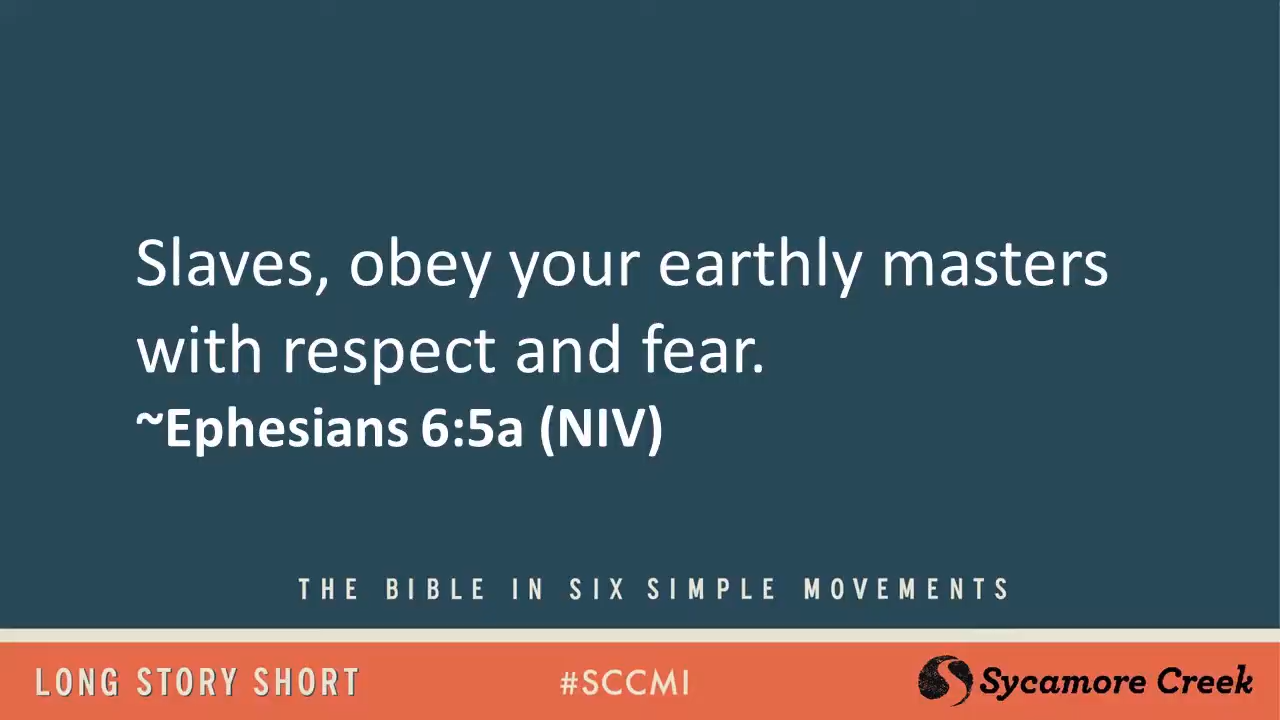 Slaves, obey your earthly masters
with respect and fear.
~Ephesians 6:5a (NIV)
THE BIBLE IN SIX SIMPLE MOVEMENTS
LONG STORY SHORT
#SCCMI
Sycamore Creek